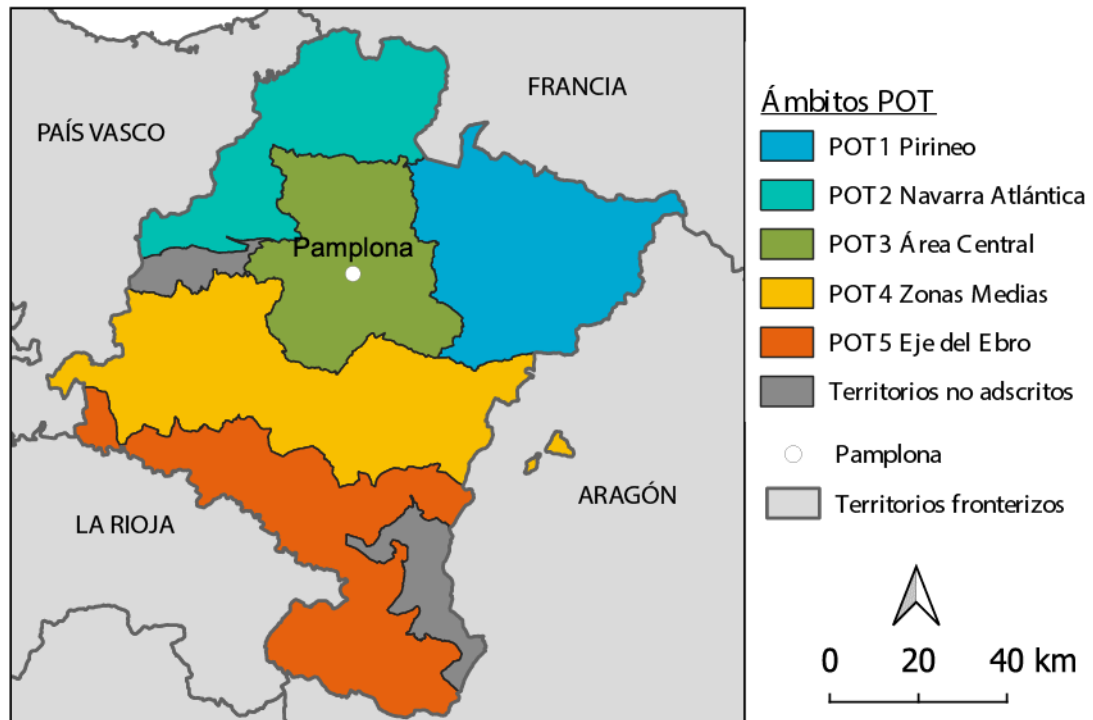 FRANCIA
PAÍS VASCO
Pamplona
ARAGÓN
LA RIOJA
Ámbitos POT
POT1 Pirineo
POT2 Navarra Atlántica
POT3 Área Central
POT4 Zonas Medias
POT5 Eje del Ebro
Territorios no adscritos
Pamplona
Territorios fronterizos
0 20 40 km